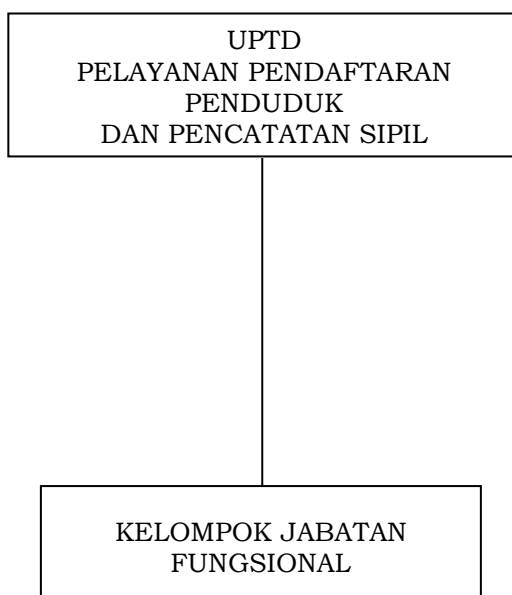 UPTD
PELAYANAN PENDAFTARAN
PENDUDUK
DAN PENCATATAN SIPIL
KELOMPOK JABATAN
FUNGSIONAL